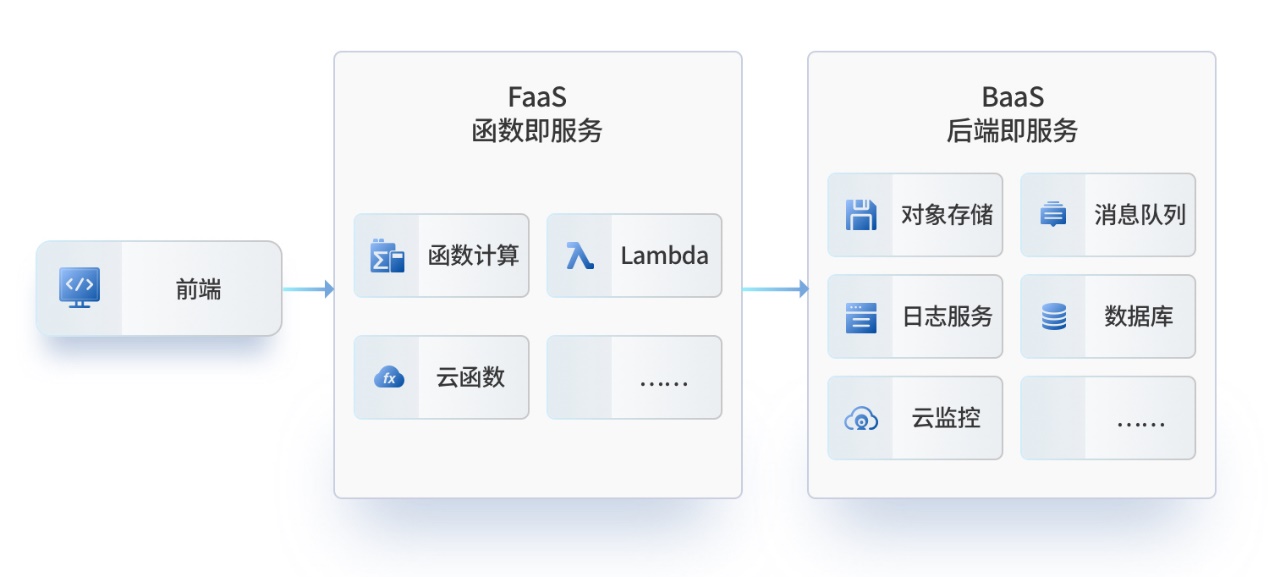 前端
FaaS
函数即服务
函数计算
Lambda
云函数
......
BaaS
后端即服务
对象存储
消息队列
日志服务
数据库
云监控
......